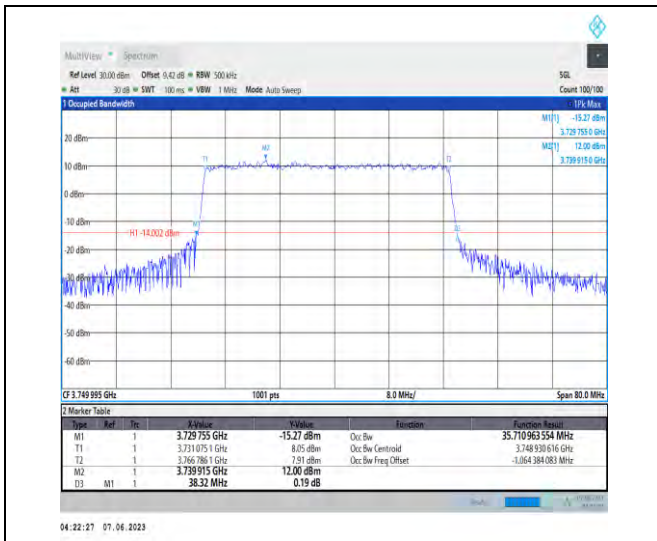 MultiView Spectrum
Ref Level 30.00 dBm Offset 9.42 dB RBW 500 kHz SGL
Att 30 dB SWT 100 ms VBW 1 MHz Mode Auto Sweep Count 100/100
1 Occupied Bandwidth 1Pk Max
M1[1] -15.27 dBm
3.729 755 0 GHz
M2[1] 12.00 dBm
3.739 915 0 GHz
20 dBm
T1 M2 T2
10 dBm
0 dBm
-10 dBm
M1
H1 -14.002 dBm
-20 dBm
-30 dBm
-40 dBm
-50 dBm
-60 dBm
CF 3.749 995 GHz 1001 pts 8.0 MHz/ Span 80.0 MHz
2 Marker Table
Type Ref Trc X-Value Y-Value Function Function Result
M1 1 3.729 755 GHz -15.27 dBm Occ Bw 35.710 963 554 MHz
T1 1 3.731 075 1 GHz 8.05 dBm Occ Bw Centroid 3.748 930 616 GHz
T2 1 3.766 786 1 GHz 7.91 dBm Occ Bw Freq Offset -1.064 384 083 MHz
M2 1 3.739 915 GHz 12.00 dBm
D3 M1 1 38.32 MHz 0.19 dB
04:22:27 07.06.2023